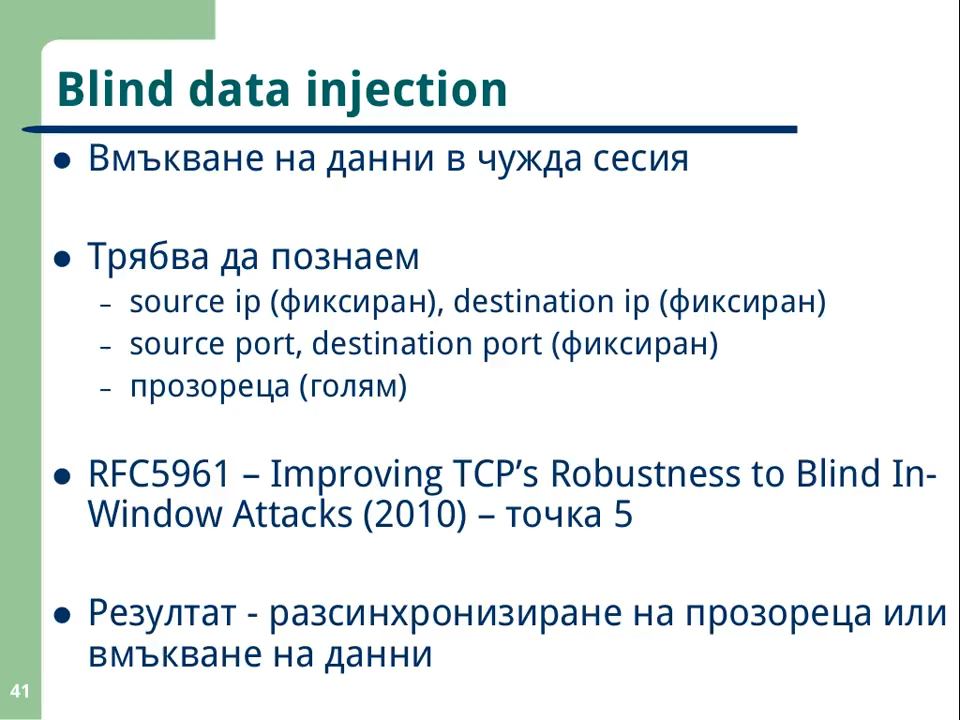 Blind data injection
● Вмъкване на данни в чужда сесия
● Трябва да познаем
– source ip (фиксиран), destination ip (фиксиран)
– source port, destination port (фиксиран)
– прозореца (голям)
● RFC5961 – Improving TCP’s Robustness to Blind In-
Window Attacks (2010) – точка 5
● Резултат - разсинхронизиране на прозореца или
вмъкване на данни
41